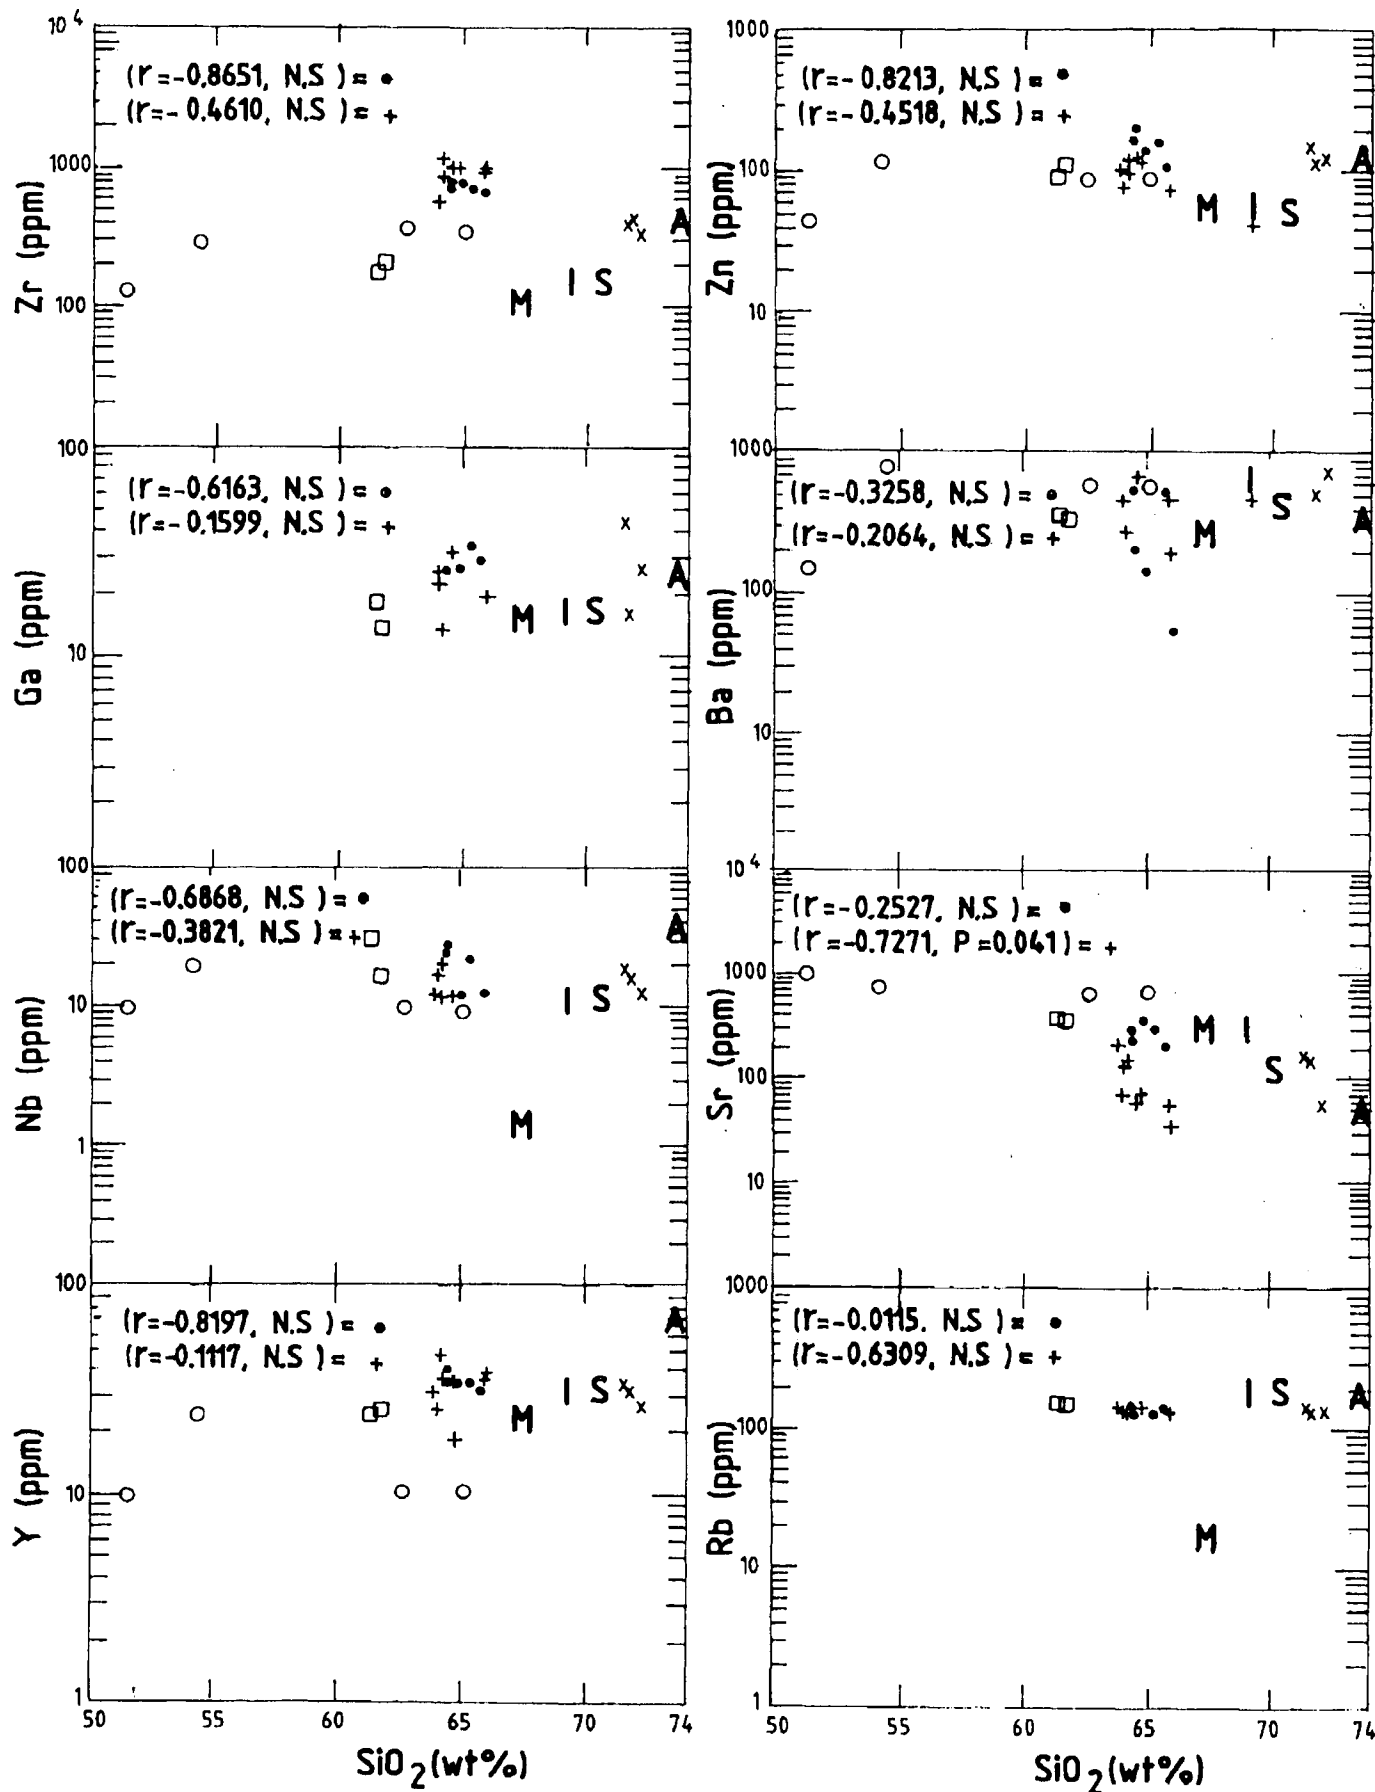 10 4
(r=-0.8651, N.S) = •
(r=-0.4610, N.S) = +
1000
100
Zr (ppm)
A
I S
M
100
(r=-0.6163, N.S) = •
(r=-0.1599, N.S) = +
10
Ga (ppm)
A
M I S
100
(r=-0.6868, N.S) = •
(r=-0.3821, N.S) = +
10
1
Nb (ppm)
A
I S
M
100
(r=-0.8197, N.S) = •
(r=-0.1117, N.S) = +
10
1
Y (ppm)
A
I S
M
50 55 60 65 70 74
SiO2 (wt%)
1000
(r=-0.8213, N.S) = •
(r=-0.4518, N.S) = +
100
10
Zn (ppm)
A
M I S
1000
(r=-0.3258, N.S) = •
(r=-0.2064, N.S) = +
100
10
Ba (ppm)
I
S
A
M
10 4
(r=-0.2527, N.S) = •
(r=-0.7271, P=0.041) = +
1000
100
10
Sr (ppm)
M I
S
A
1000
(r=-0.0115. N.S) = •
(r=-0.6309, N.S) = +
100
10
1
Rb (ppm)
I S A
M
50 55 60 65 70 74
SiO2 (wt%)